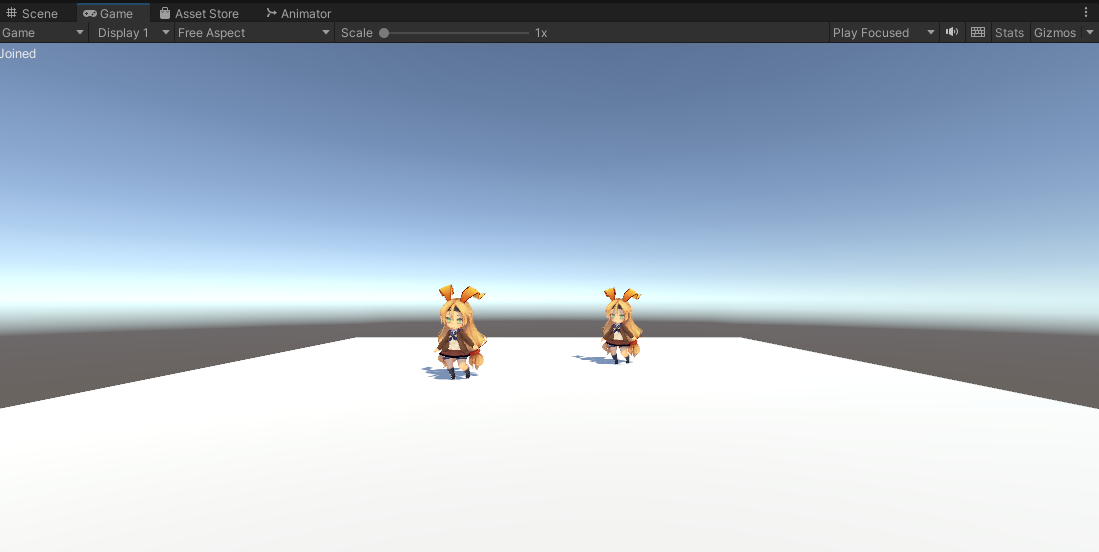 Scene Game Asset Store Animator
Game Display 1 Free Aspect Scale 1x Play Focused Stats Gizmos
Joined